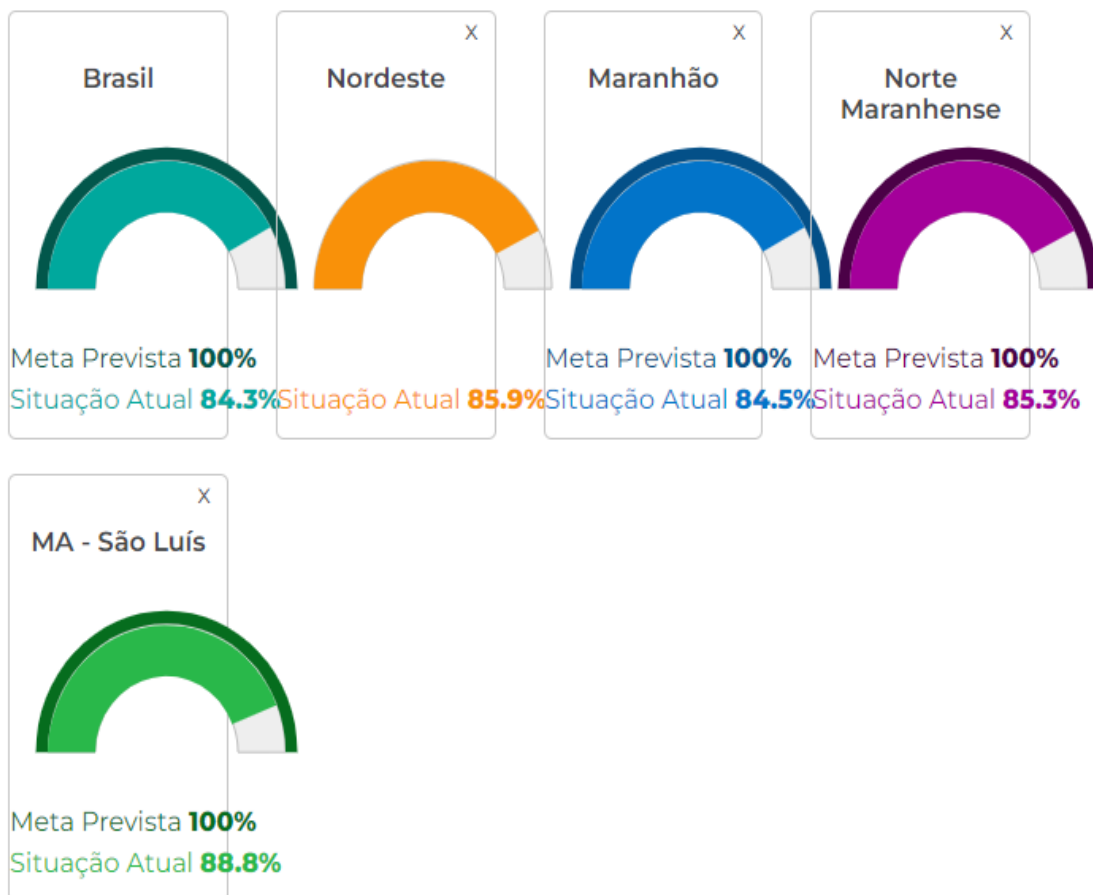 Brasil
Meta Prevista 100%
Situação Atual 84.3%
X
Nordeste
Situação Atual 85.9%
X
Maranhão
Meta Prevista 100%
Situação Atual 84.5%
X
Norte
Maranhense
Meta Prevista 100%
Situação Atual 85.3%
X
MA - São Luís
Meta Prevista 100%
Situação Atual 88.8%